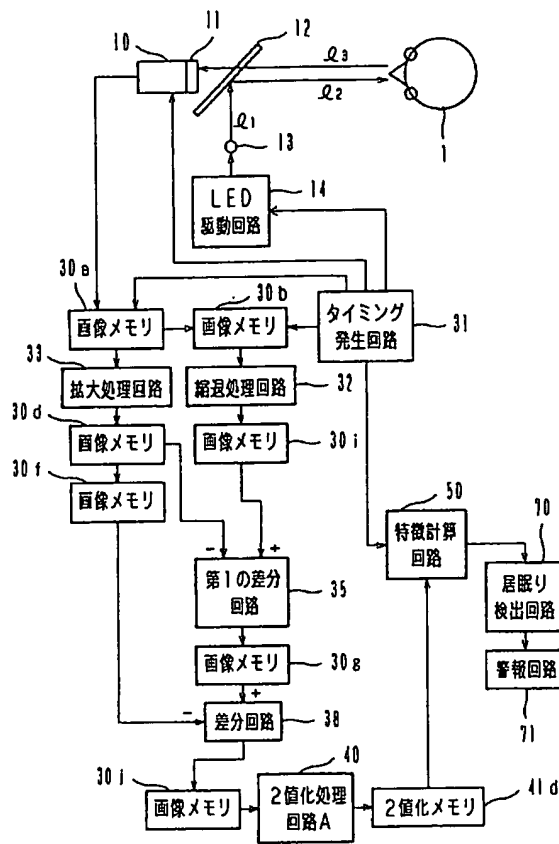 10
11
12
ℓ3
ℓ2
ℓ1
1
13
14
LED
駆動回路
30a
30b
画像メモリ
画像メモリ
タイミング
発生回路
31
33
拡大処理回路
縮退処理回路
32
30d
画像メモリ
画像メモリ
30i
30f
画像メモリ
50
特徴計算
回路
70
居眠り
検出回路
- +
第1の差分
回路
35
警報回路
71
画像メモリ
30g
- +
差分回路
38
30j
画像メモリ
40
2値化処理
回路A
2値化メモリ
41d